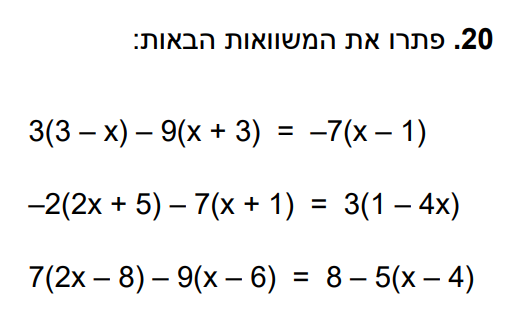 20. פתרו את המשוואות הבאות:
3(3 – x) – 9(x + 3) = –7(x – 1)
–2(2x + 5) – 7(x + 1) = 3(1 – 4x)
7(2x – 8) – 9(x – 6) = 8 – 5(x – 4)